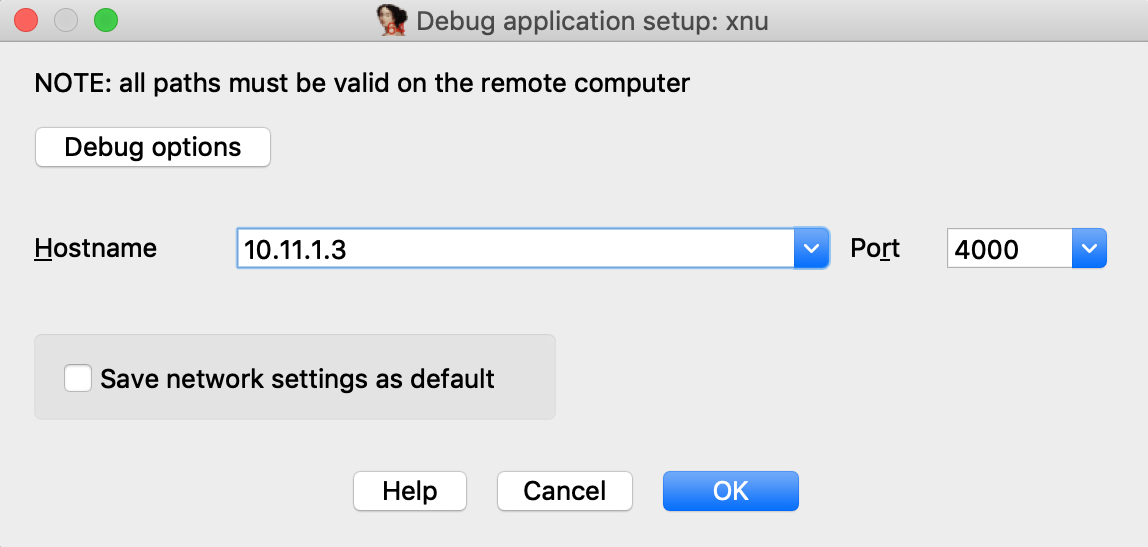 Debug application setup: xnu
NOTE: all paths must be valid on the remote computer
Debug options
Hostname 10.11.1.3 Port 4000
Save network settings as default
Help Cancel OK